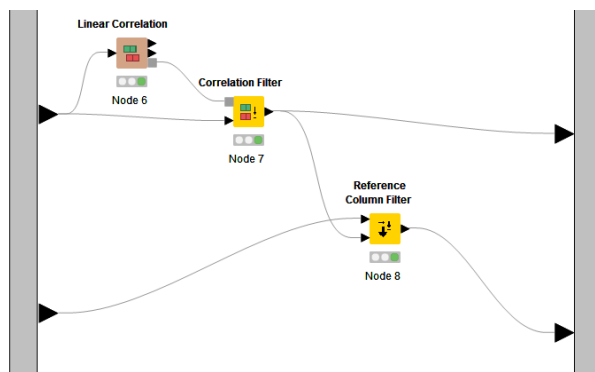 Linear Correlation
Node 6
Correlation Filter
Node 7
Reference
Column Filter
Node 8